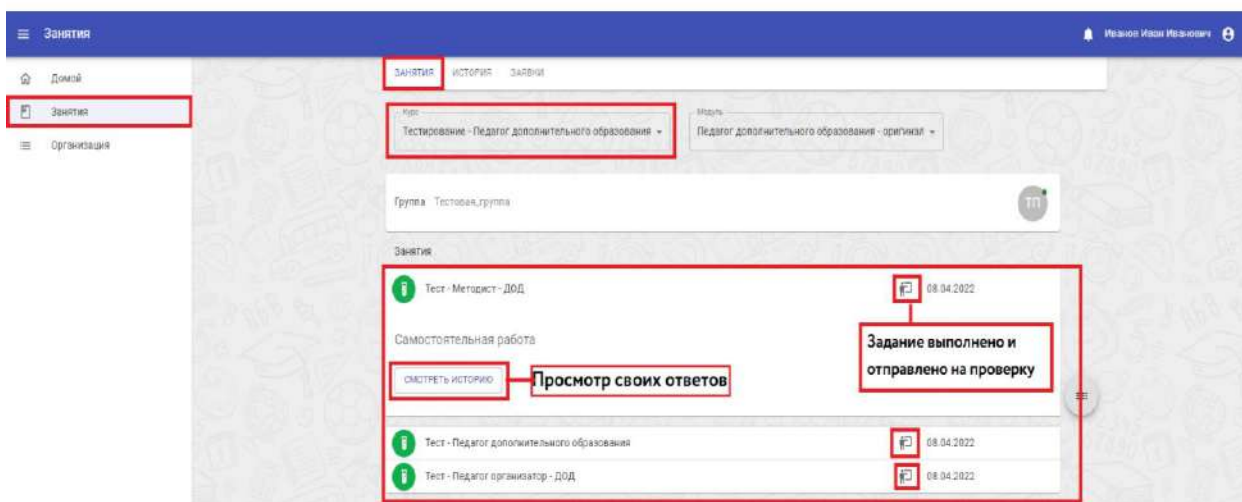 Занятия
Иванов Иван Иванович
Домой
Занятия
Организация
ЗАНЯТИЯ ИСТОРИЯ ЗАЯВКИ
Курс
Тестирование - Педагог дополнительного образования
Модуль
Педагог дополнительного образования - оригинал
Группа Тестовая_группа
ТП
Занятия
Тест - Методист - ДОД
08.04.2022
Самостоятельная работа
СМОТРЕТЬ ИСТОРИЮ
Просмотр своих ответов
Задание выполнено и
отправлено на проверку
Тест - Педагог дополнительного образования
08.04.2022
Тест - Педагог организатор - ДОД
08.04.2022